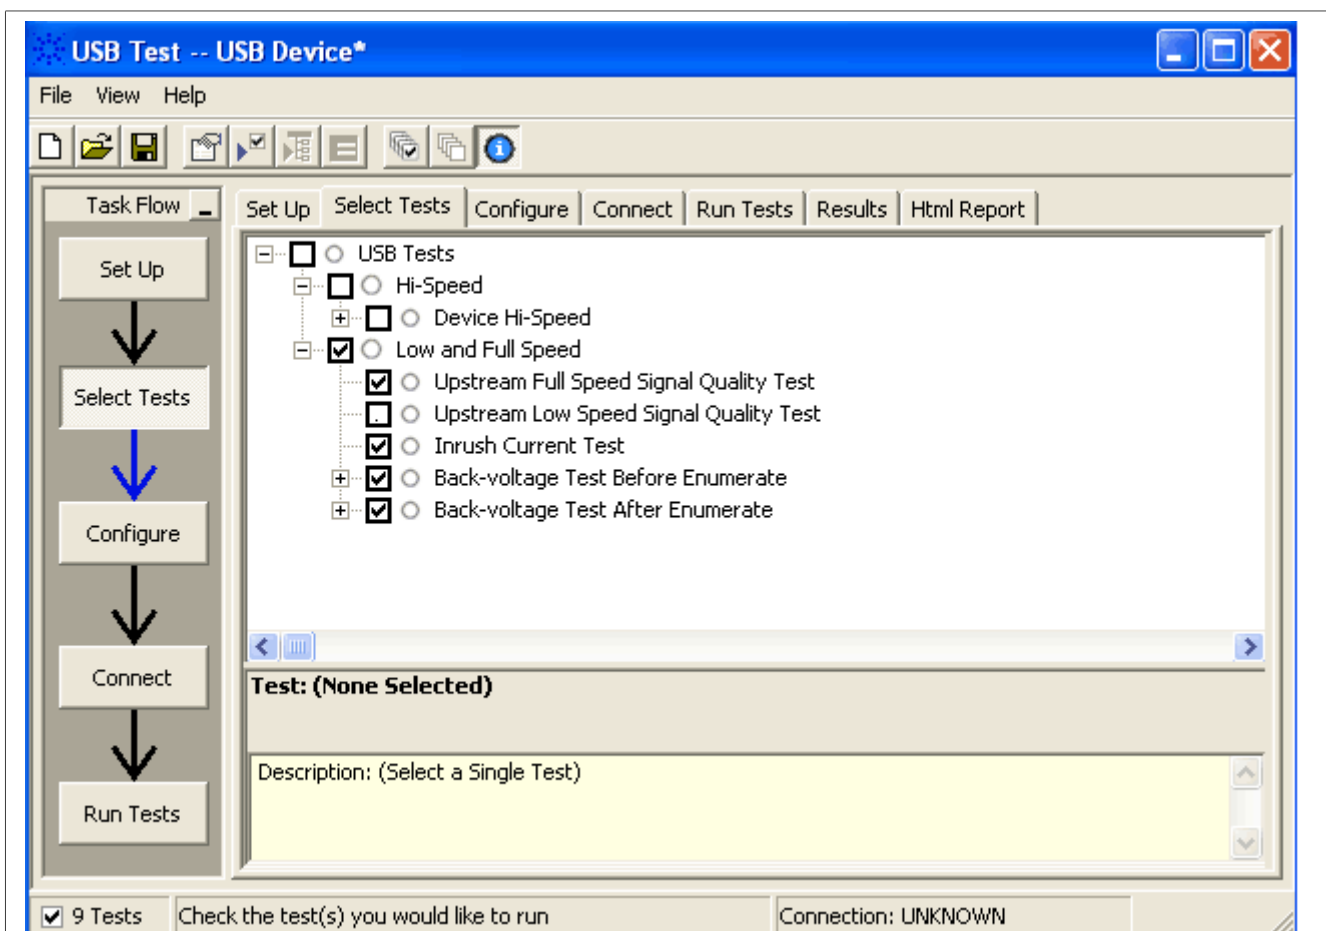 USB Test -- USB Device*
File View Help
Task Flow
Set Up Select Tests Configure Connect Run Tests Results Html Report
Set Up
Select Tests
Configure
Connect
Run Tests
USB Tests
Hi-Speed
Device Hi-Speed
Low and Full Speed
Upstream Full Speed Signal Quality Test
Upstream Low Speed Signal Quality Test
Inrush Current Test
Back-voltage Test Before Enumerate
Back-voltage Test After Enumerate
Test: (None Selected)
Description: (Select a Single Test)
9 Tests Check the test(s) you would like to run Connection: UNKNOWN